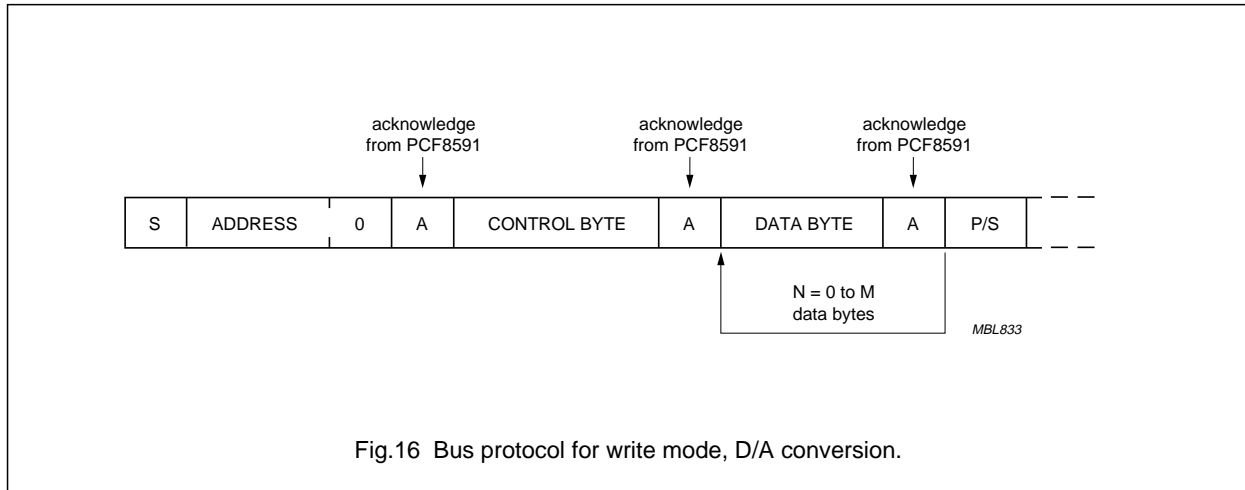 acknowledge
from PCF8591
acknowledge
from PCF8591
acknowledge
from PCF8591
S ADDRESS 0 A CONTROL BYTE A DATA BYTE A P/S
N = 0 to M
data bytes
MBL833
Fig.16 Bus protocol for write mode, D/A conversion.